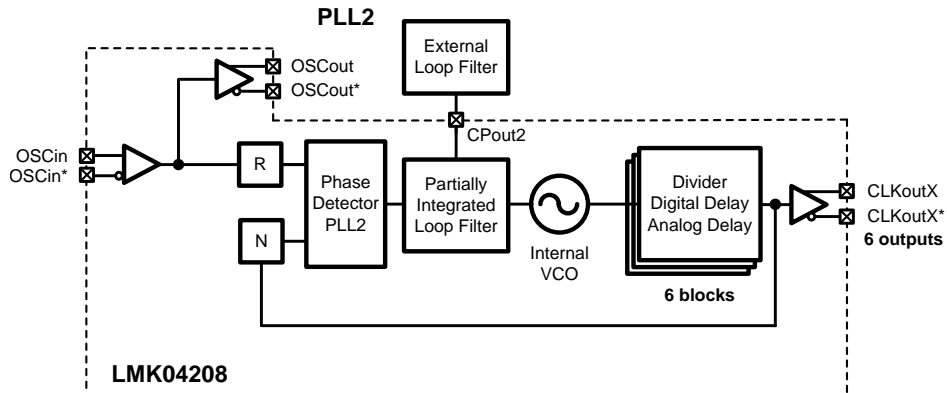 PLL2
External
Loop Filter
OSCout
OSCout*
CPout2
OSCin
OSCin*
R
N
Phase
Detector
PLL2
Partially
Integrated
Loop Filter
Internal
VCO
Divider
Digital Delay
Analog Delay
6 blocks
CLKoutX
CLKoutX*
6 outputs
LMK04208